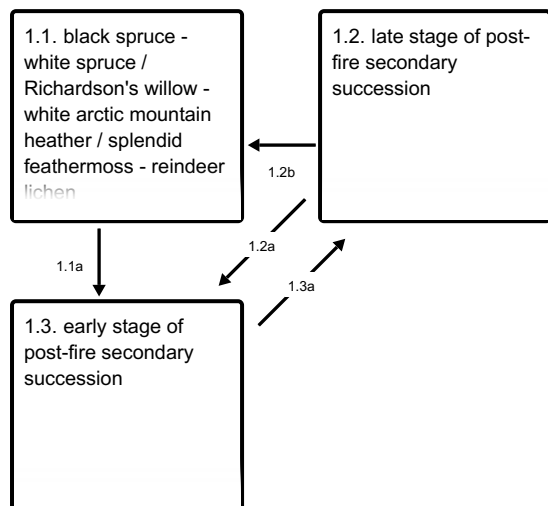 1.1. black spruce -
white spruce /
Richardson's willow -
white arctic mountain
heather / splendid
feathermoss - reindeer
lichen
1.2. late stage of post-
fire secondary
succession
1.2b
1.2a
1.1a
1.3a
1.3. early stage of
post-fire secondary
succession